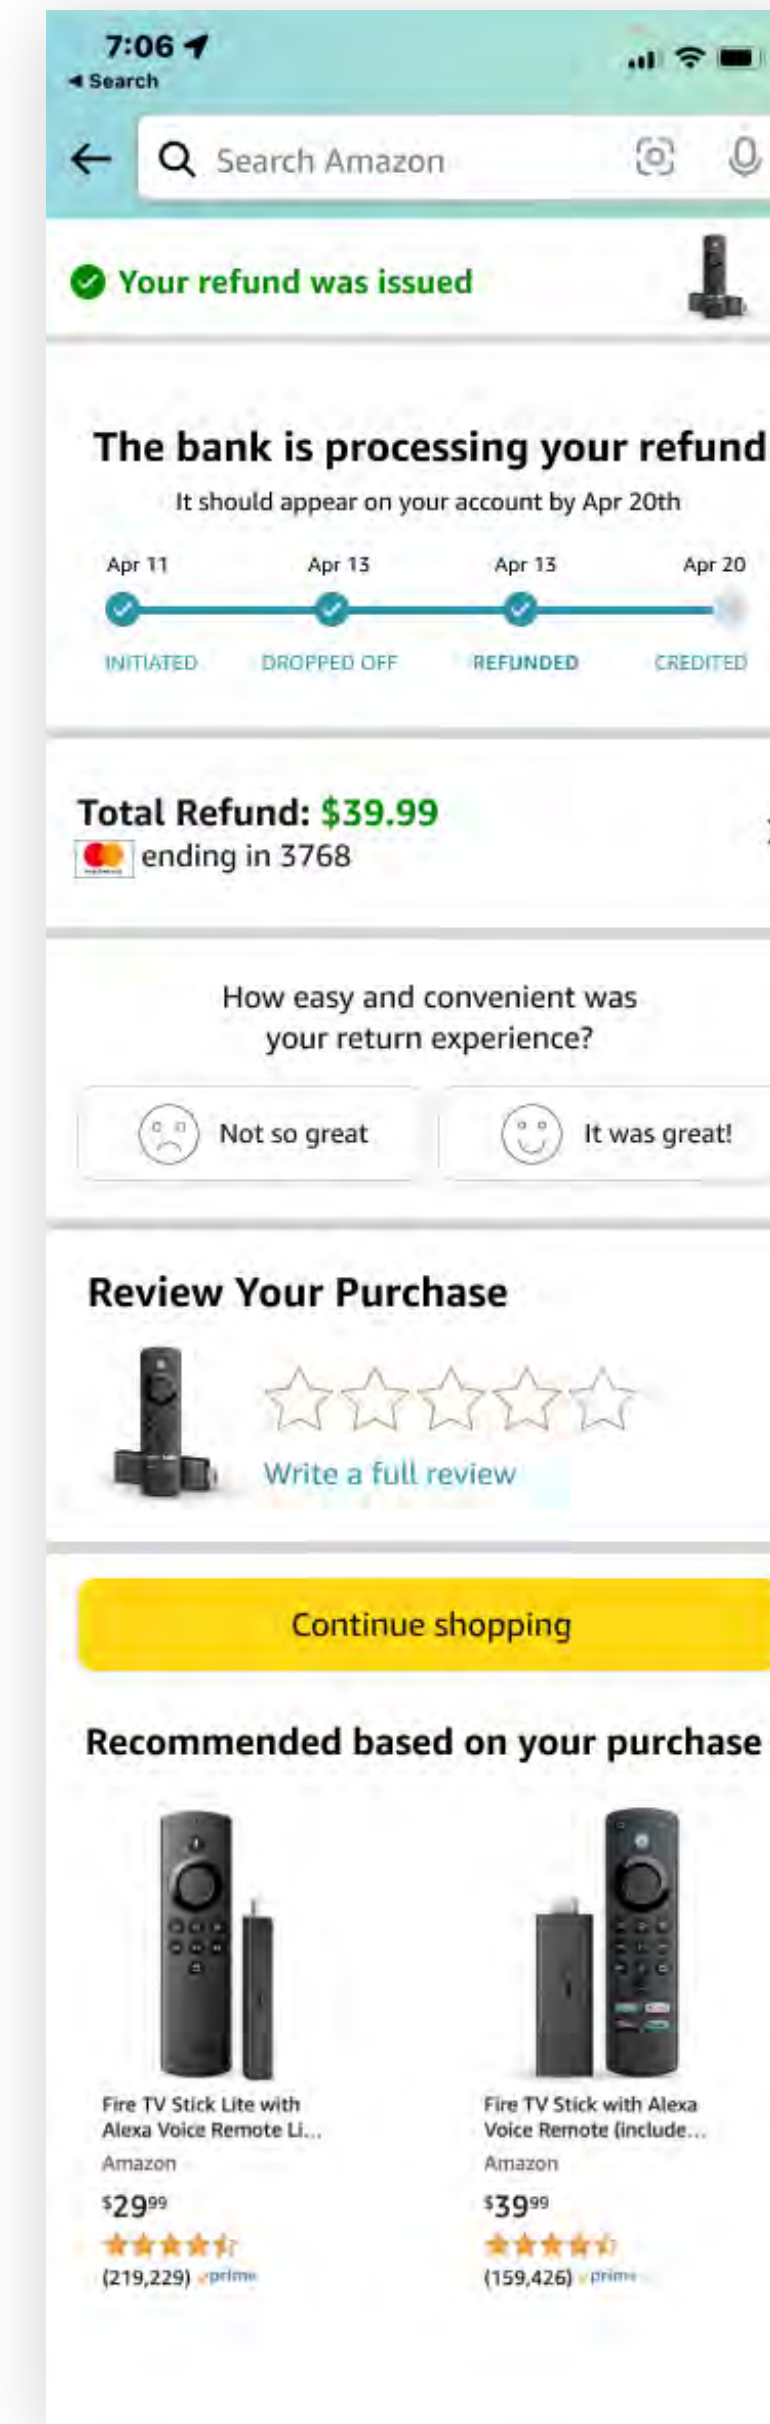 7:06
Search
Search Amazon
Your refund was issued
The bank is processing your refund
It should appear on your account by Apr 20th
Apr 11 Apr 13 Apr 13 Apr 20
INITIATED DROPPED OFF REFUNDED CREDITED
Total Refund: $39.99
ending in 3768
How easy and convenient was
your return experience?
Not so great It was great!
Review Your Purchase
Write a full review
Continue shopping
Recommended based on your purchase
Fire TV Stick Lite with
Alexa Voice Remote Li...
Amazon
$2999
(219,229) prime
Fire TV Stick with Alexa
Voice Remote (include...
Amazon
$3999
(159,426) prime